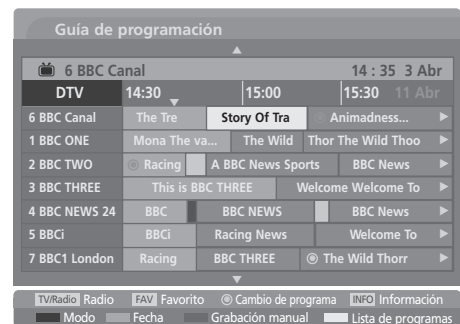 Guía de programación
6 BBC Canal 14 : 35 3 Abr
DTV 14:30 15:00 15:30 11 Abr
6 BBC Canal The Tre Story Of Tra Animadness...
1 BBC ONE Mona The va... The Wild Thor The Wild Thoo
2 BBC TWO Racing A BBC News Sports BBC News
3 BBC THREE This is BBC THREE Welcome Welcome To
4 BBC NEWS 24 BBC BBC NEWS BBC News
5 BBCi BBCi Racing News Welcome To
7 BBC1 London Racing BBC THREE The Wild Thorr
TV/Radio Radio FAV Favorito Cambio de programa INFO Información
Modo Fecha Grabación manual Lista de programas